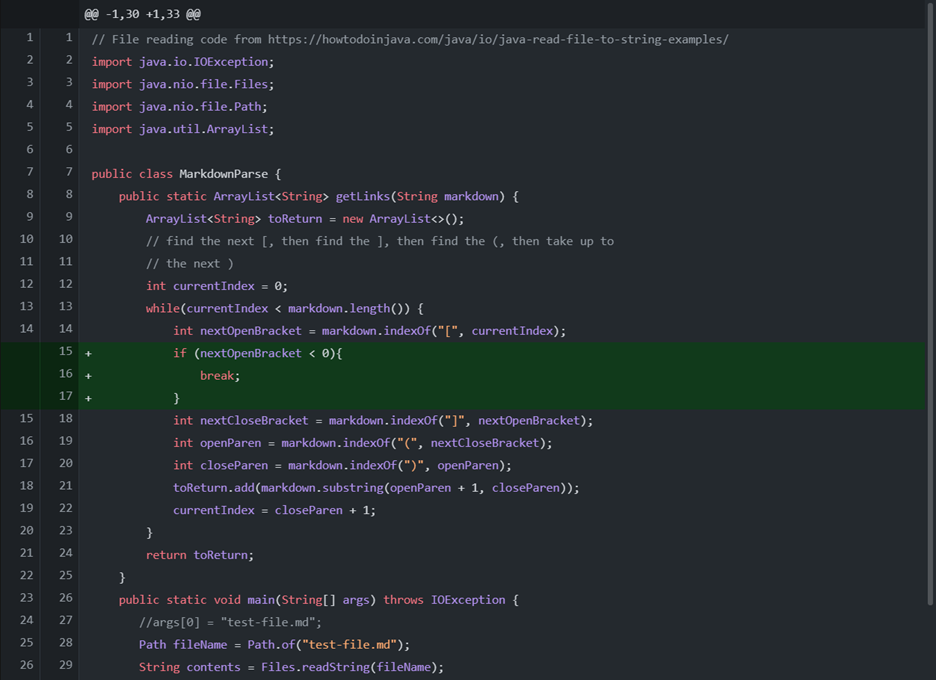 @@ -1,30 +1,33 @@
1 1 // File reading code from https://howtodoinjava.com/java/io/java-read-file-to-string-examples/
2 2 import java.io.IOException;
3 3 import java.nio.file.Files;
4 4 import java.nio.file.Path;
5 5 import java.util.ArrayList;
6 6
7 7 public class MarkdownParse {
8 8 public static ArrayList<String> getLinks(String markdown) {
9 9 ArrayList<String> toReturn = new ArrayList<>();
10 10 // find the next [, then find the ], then find the (, then take up to
11 11 // the next )
12 12 int currentIndex = 0;
13 13 while(currentIndex < markdown.length()) {
14 14 int nextOpenBracket = markdown.indexOf("[", currentIndex);
15 + if (nextOpenBracket < 0){
16 + break;
17 + }
15 18 int nextCloseBracket = markdown.indexOf("]", nextOpenBracket);
16 19 int openParen = markdown.indexOf("(", nextCloseBracket);
17 20 int closeParen = markdown.indexOf(")", openParen);
18 21 toReturn.add(markdown.substring(openParen + 1, closeParen));
19 22 currentIndex = closeParen + 1;
20 23 }
21 24 return toReturn;
22 25 }
23 26 public static void main(String[] args) throws IOException {
24 27 //args[0] = "test-file.md";
25 28 Path fileName = Path.of("test-file.md");
26 29 String contents = Files.readString(fileName);